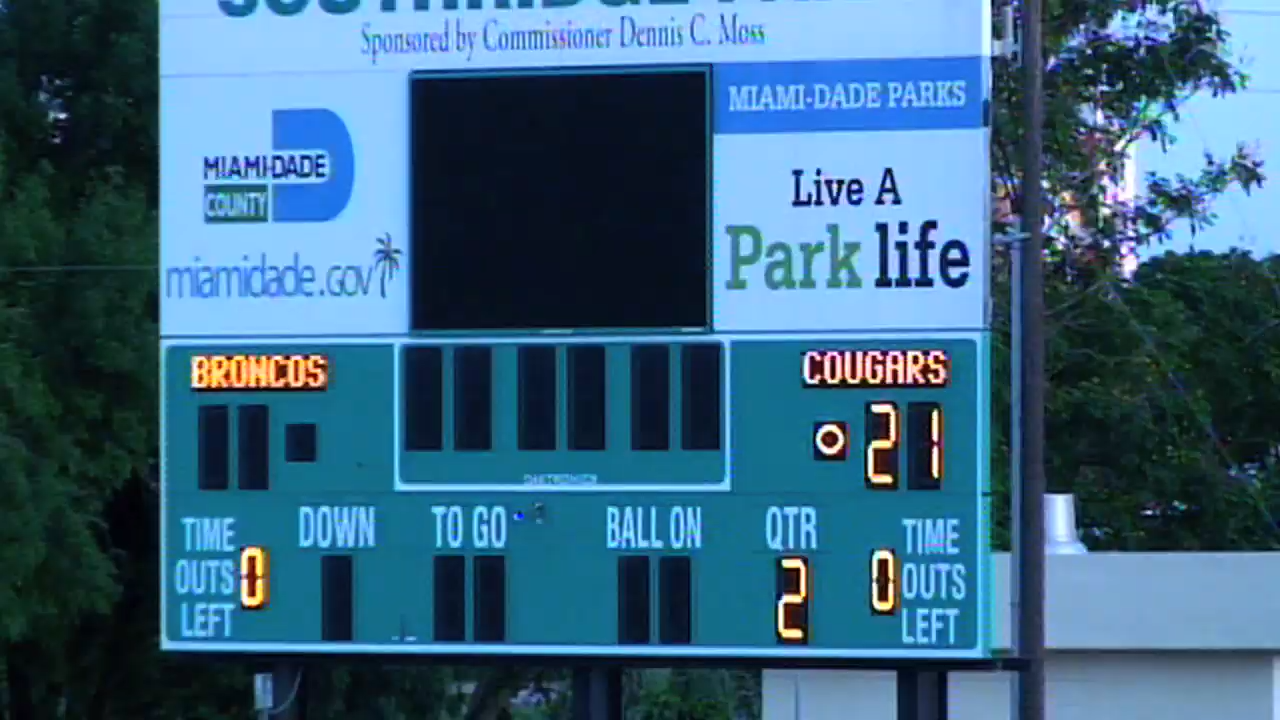 Sponsored by Commissioner Dennis C. Moss
MIAMI-DADE PARKS
MIAMI-DADE
COUNTY
miamidade.gov
Live A
Park life
BRONCOS
COUGARS
21
TIME
OUTS
LEFT
0
DOWN
TO GO
BALL ON
QTR
2
0
TIME
OUTS
LEFT